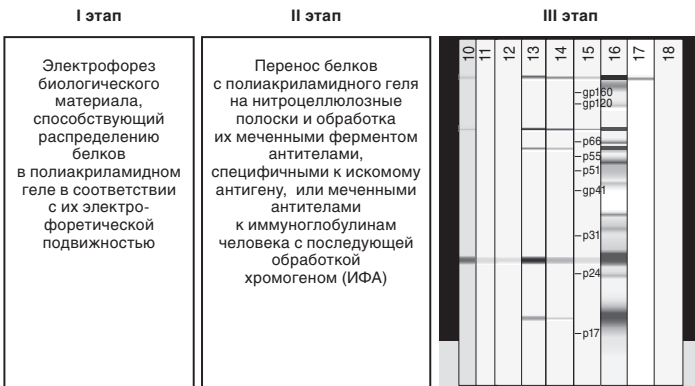 I этап
Электрофорез
биологического
материала,
способствующий
распределению
белков
в полиакриламидном
геле в соответствии
с их электро-
форетической
подвижностью
II этап
Перенос белков
с полиакриламидного геля
на нитроцеллюлозные
полоски и обработка
их меченными ферментом
антителами,
специфичными к искомому
антигену, или меченными
антителами
к иммуноглобулинам
человека с последующей
обработкой
хромогеном (ИФА)
III этап
10 11 12 13 14 15 16 17 18
gp160
gp120
p66
p55
p51
gp41
p31
p24
p17